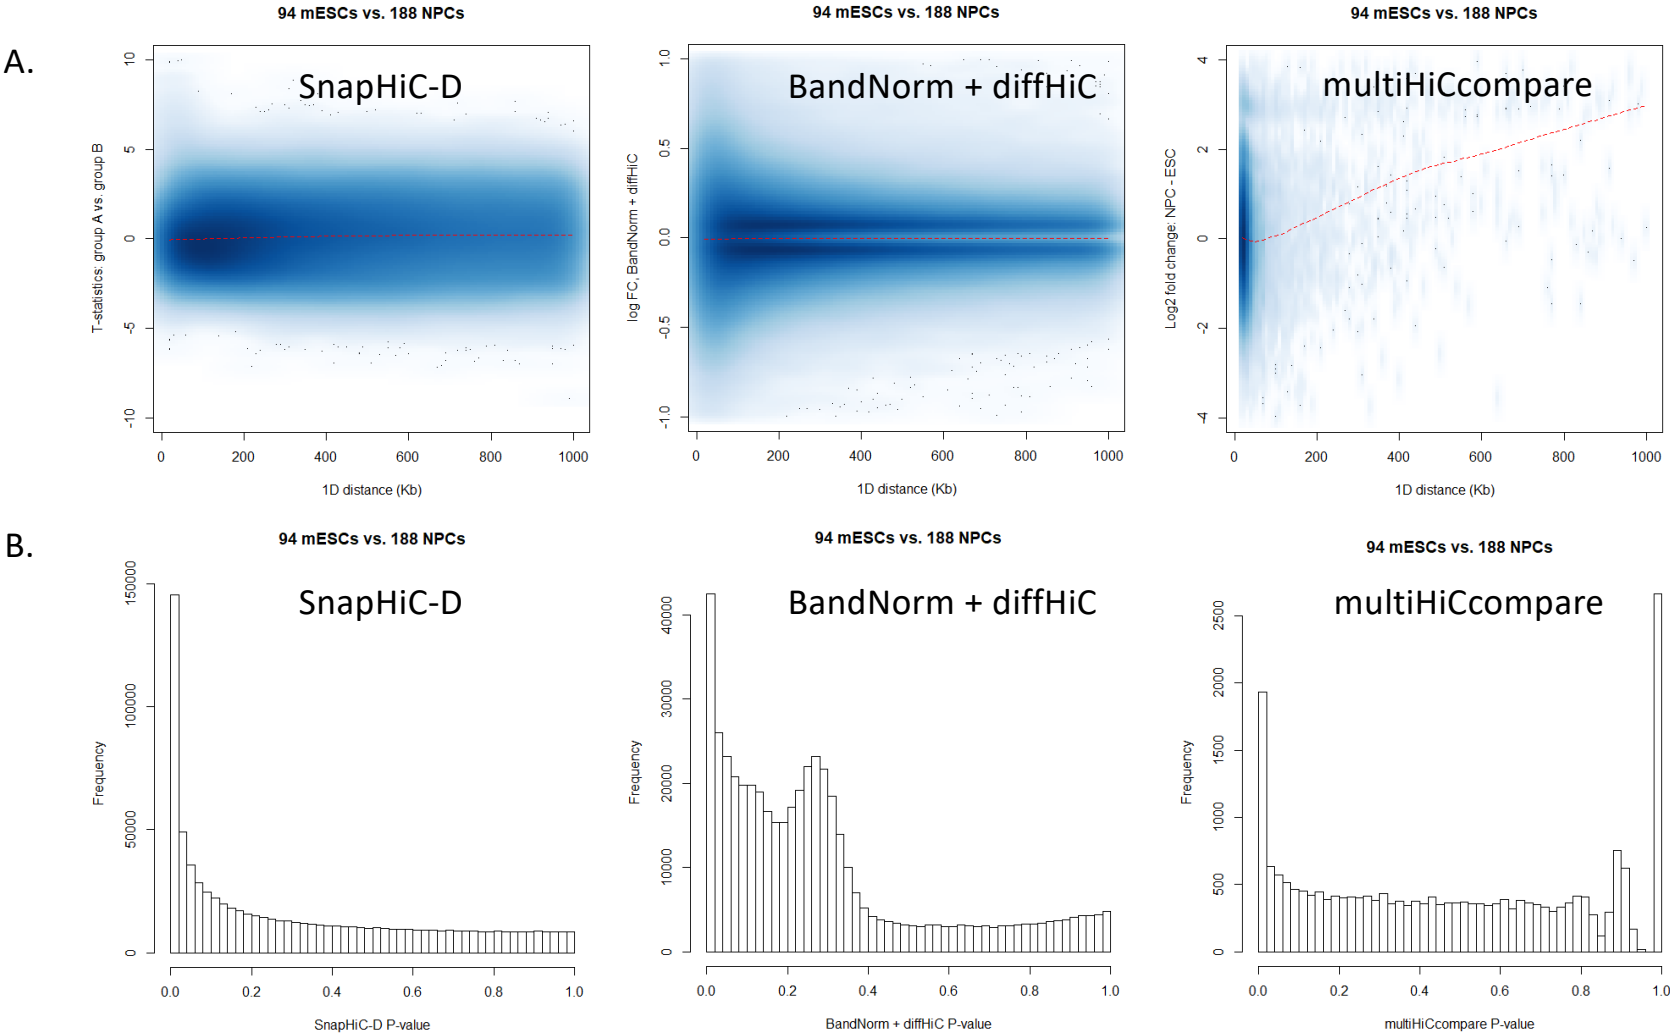 A.
94 mESCs vs. 188 NPCs
SnapHiC-D
T-statistics: group A vs. group B
10
5
0
-5
-10
0 200 400 600 800 1000
1D distance (Kb)
94 mESCs vs. 188 NPCs
BandNorm + diffHiC
log FC, BandNorm + diffHiC
1.0
0.5
0.0
-0.5
-1.0
0 200 400 600 800 1000
1D distance (Kb)
94 mESCs vs. 188 NPCs
multiHiCcompare
Log2 fold change: NPC - ESC
4
2
0
-2
-4
0 200 400 600 800 1000
1D distance (Kb)
B.
94 mESCs vs. 188 NPCs
SnapHiC-D
Frequency
150000
100000
50000
0
0.0 0.2 0.4 0.6 0.8 1.0
SnapHiC-D P-value
94 mESCs vs. 188 NPCs
BandNorm + diffHiC
Frequency
40000
30000
20000
10000
0
0.0 0.2 0.4 0.6 0.8 1.0
BandNorm + diffHiC P-value
94 mESCs vs. 188 NPCs
multiHiCcompare
Frequency
2500
2000
1500
1000
500
0
0.0 0.2 0.4 0.6 0.8 1.0
multiHiCcompare P-value